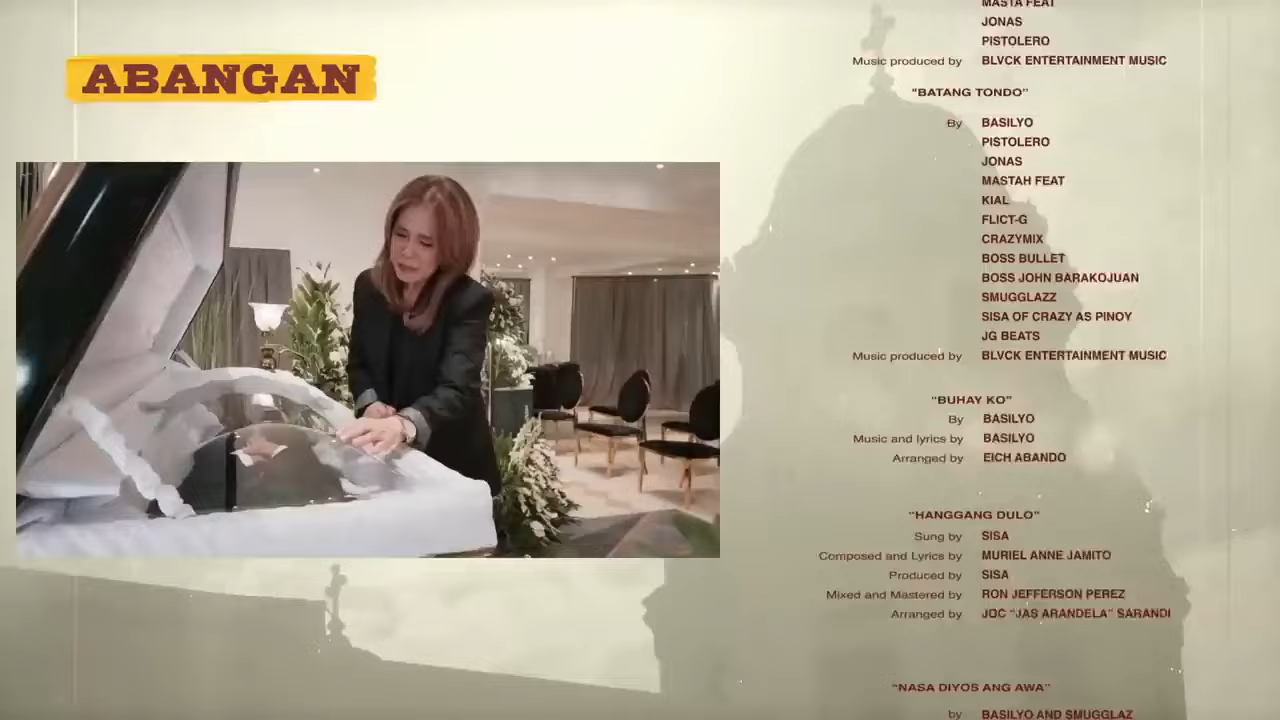 ABANGAN
MASTA FEAT
JONAS
PISTOLERO
Music produced by BLVCK ENTERTAINMENT MUSIC
"BATANG TONDO"
By BASILYO
PISTOLERO
JONAS
MASTAH FEAT
KIAL
FLICT-G
CRAZYMIX
BOSS BULLET
BOSS JOHN BARAKOJUAN
SMUGGLAZZ
SISA OF CRAZY AS PINOY
JG BEATS
Music produced by BLVCK ENTERTAINMENT MUSIC
"BUHAY KO"
By BASILYO
Music and lyrics by BASILYO
Arranged by EICH ABANDO
"HANGGANG DULO"
Sung by SISA
Composed and Lyrics by MURIEL ANNE JAMITO
Produced by SISA
Mixed and Mastered by RON JEFFERSON PEREZ
Arranged by JOC "JAS ARANDELA" SARANDI
"NASA DIYOS ANG AWA"
by BASILYO AND SMUGGLAZ